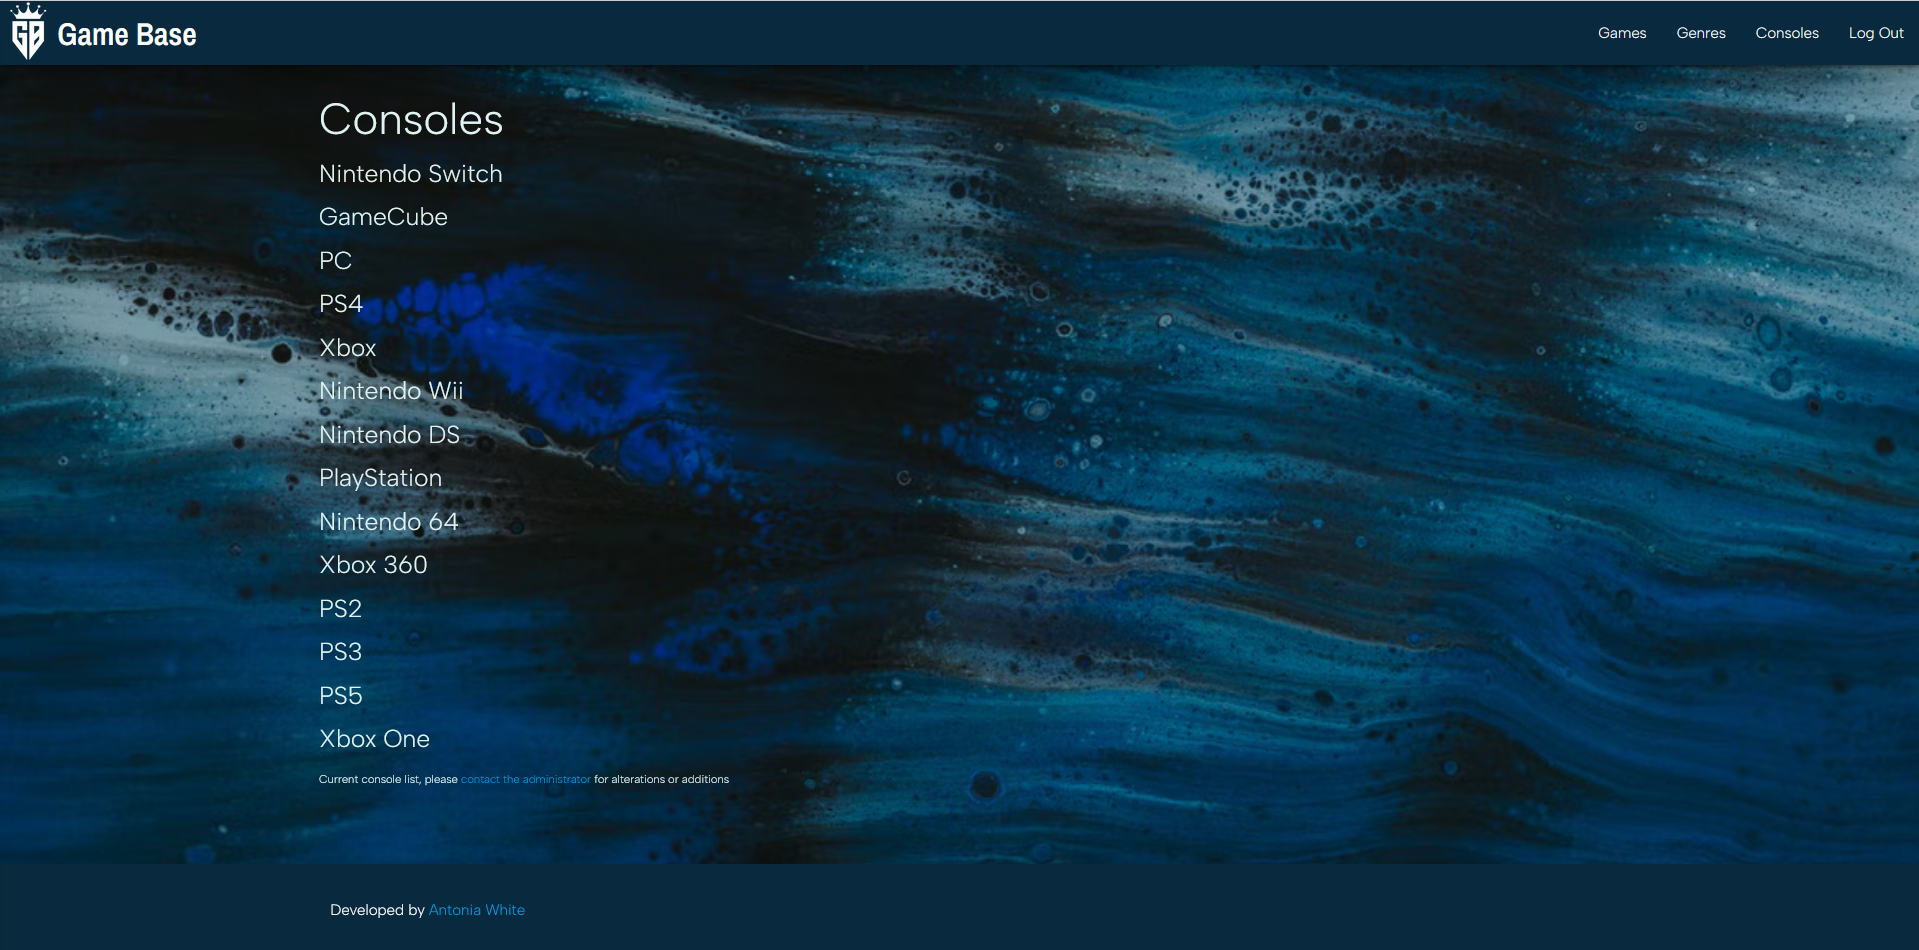 GB Game Base
Games Genres Consoles Log Out
Consoles
Nintendo Switch
GameCube
PC
PS4
Xbox
Nintendo Wii
Nintendo DS
PlayStation
Nintendo 64
Xbox 360
PS2
PS3
PS5
Xbox One
Current console list, please contact the administrator for alterations or additions
Developed by Antonia White